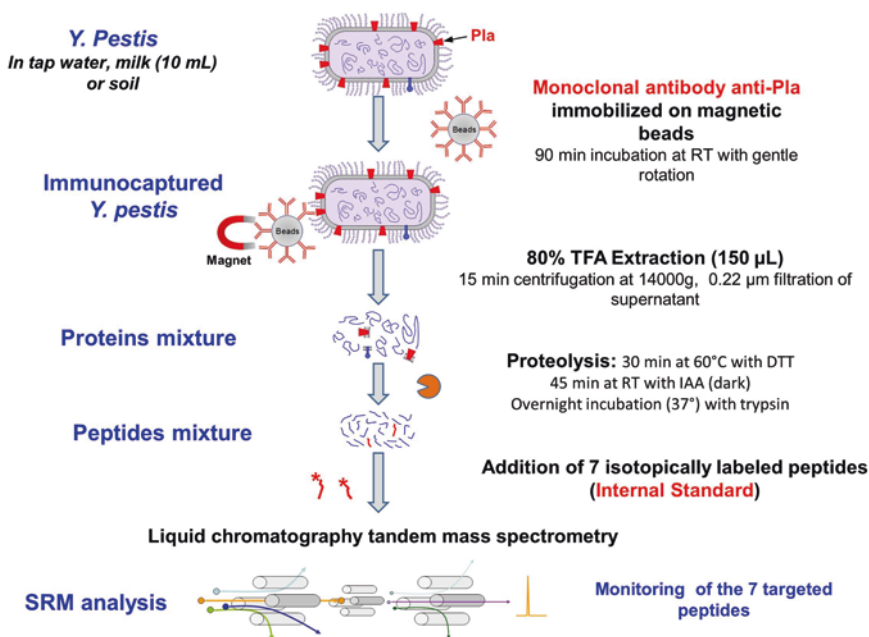 Y. Pestis
In tap water, milk (10 mL)
or soil
Pla
Monoclonal antibody anti-Pla
immobilized on magnetic
beads
90 min incubation at RT with gentle
rotation
Beads
Immunocaptured
Y. pestis
Beads
Magnet
80% TFA Extraction (150 µL)
15 min centrifugation at 14000g, 0.22 µm filtration of
supernatant
Proteins mixture
Proteolysis: 30 min at 60°C with DTT
45 min at RT with IAA (dark)
Overnight incubation (37°) with trypsin
Peptides mixture
Addition of 7 isotopically labeled peptides
(Internal Standard)
* *
Liquid chromatography tandem mass spectrometry
SRM analysis
Monitoring of the 7 targeted
peptides